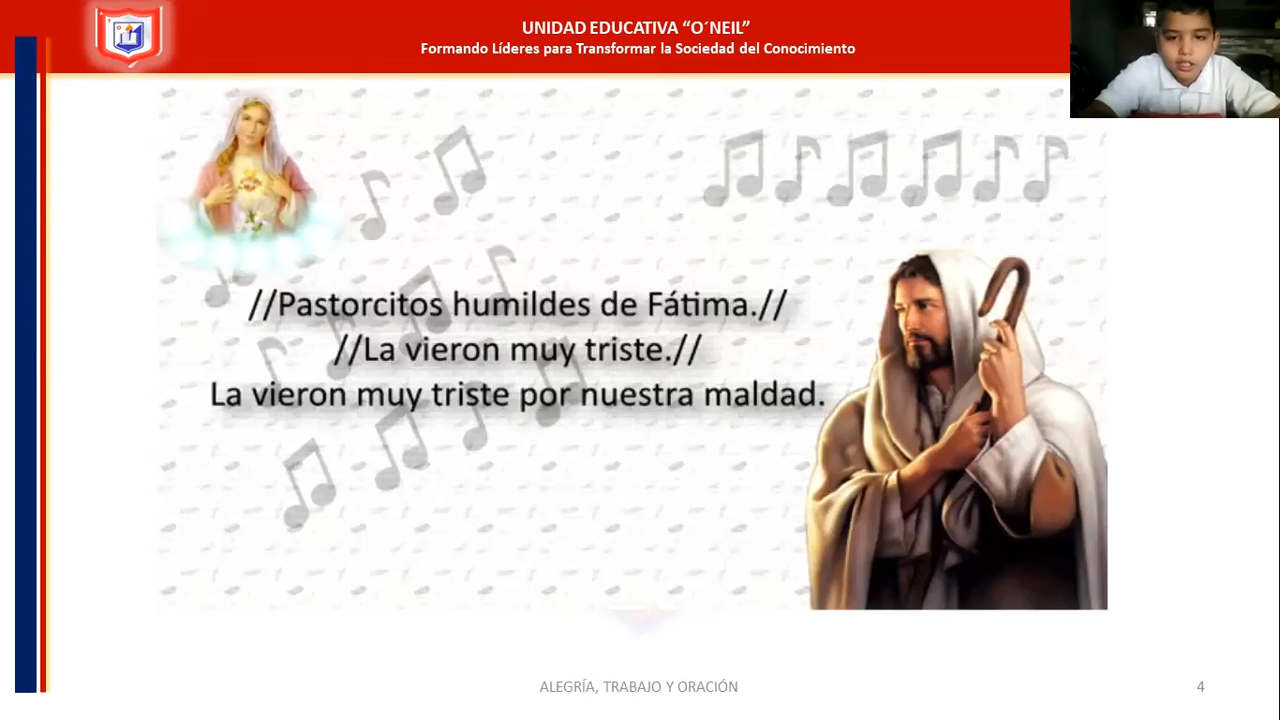 UNIDAD EDUCATIVA “O´NEIL”
Formando Líderes para Transformar la Sociedad del Conocimiento
//Pastorcitos humildes de Fátima.//
//La vieron muy triste.//
La vieron muy triste por nuestra maldad.
ALEGRÍA, TRABAJO Y ORACIÓN
4